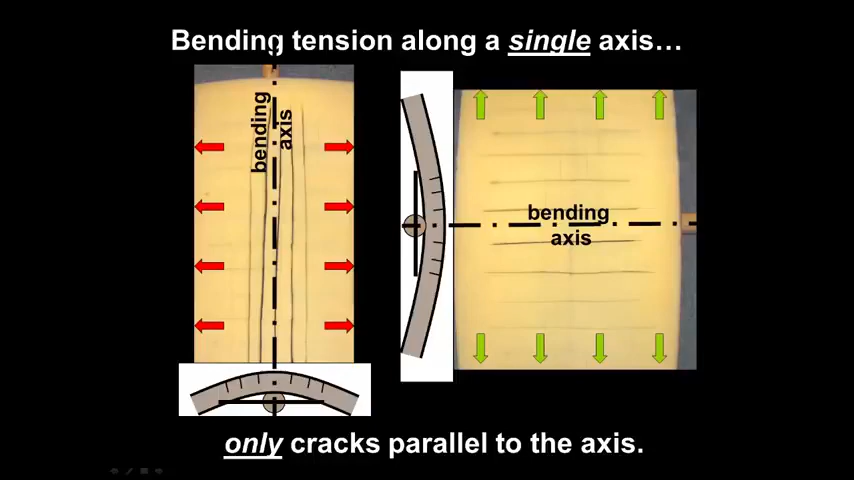 Bending tension along a single axis…
bending
axis
bending
axis
only cracks parallel to the axis.